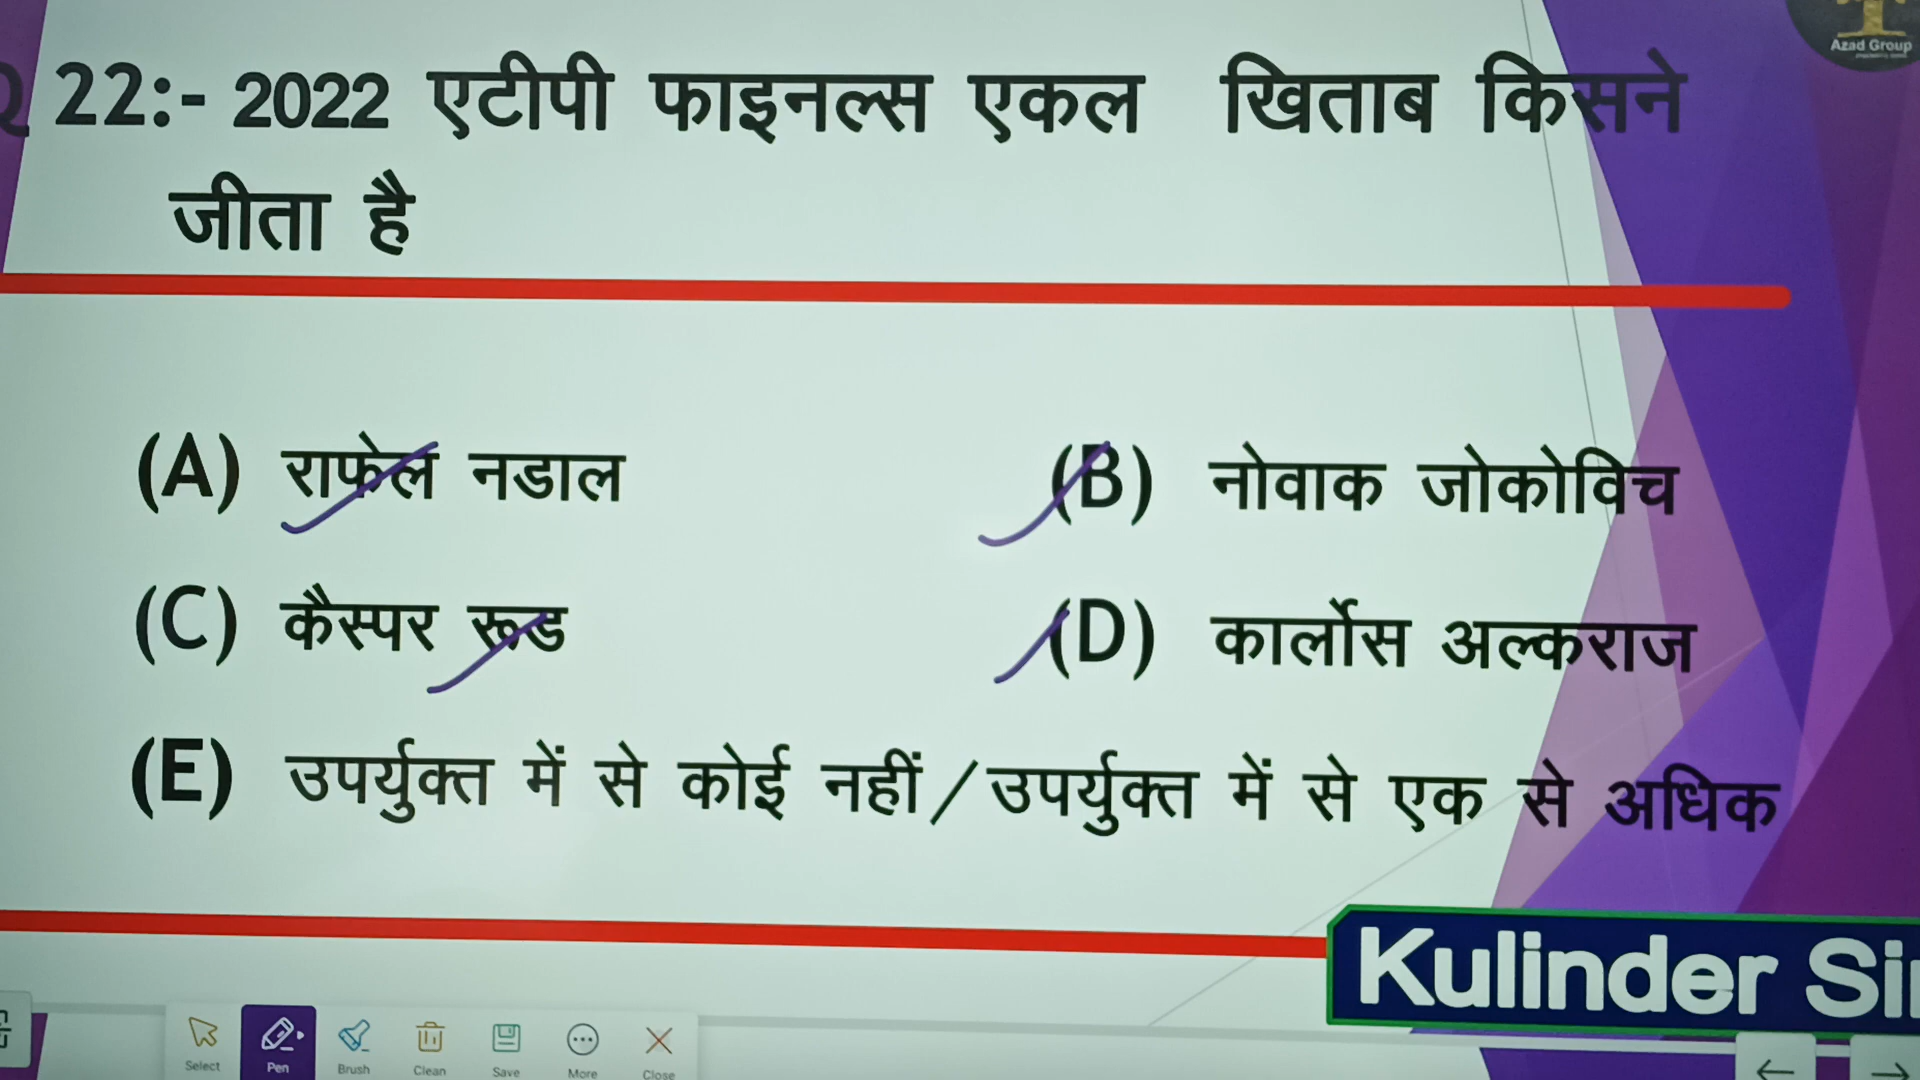 Q 22:- 2022 एटीपी फाइनल्स एकल खिताब किसने
जीता है
(A) राफेल नडाल
(B) नोवाक जोकोविच
(C) कैस्पर रूड
(D) कार्लोस अल्कराज
(E) उपर्युक्त में से कोई नहीं/उपर्युक्त में से एक से अधिक
Azad Group
Kulinder
Select
Pen
Brush
Clean
Save
More
Close